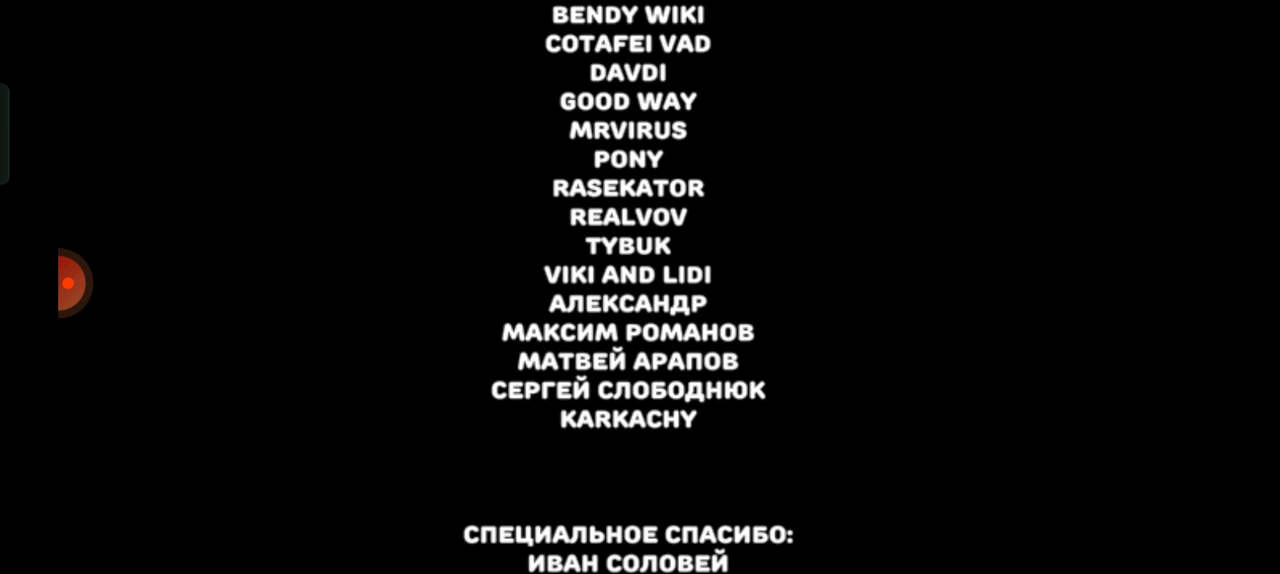 BENDY WIKI
COTAFEI VAD
DAVDI
GOOD WAY
MRVIRUS
PONY
RASEKATOR
REALVOV
TYBUK
VIKI AND LIDI
АЛЕКСАНДР
МАКСИМ РОМАНОВ
МАТВЕЙ АРАПОВ
СЕРГЕЙ СЛОБОДНЮК
KARKACHY
СПЕЦИАЛЬНОЕ СПАСИБО:
ИВАН СОЛОВЕЙ